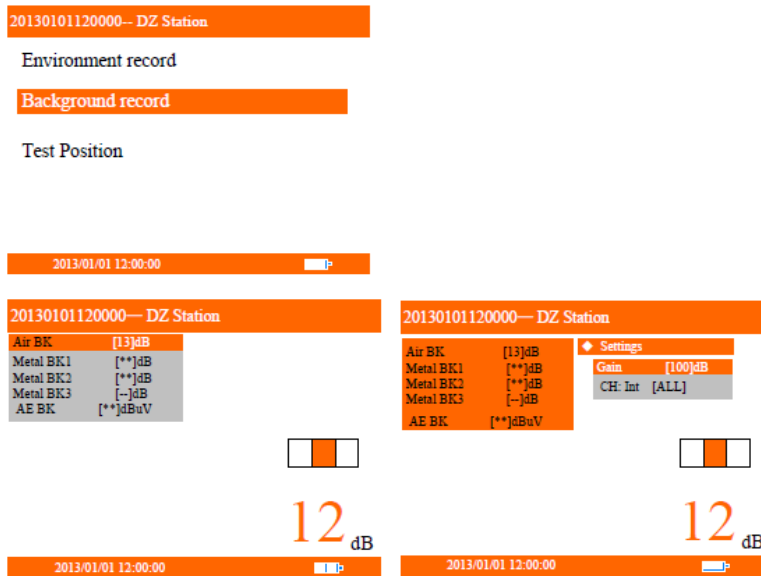 20130101120000-- DZ Station
Environment record
Background record
Test Position
2013/01/01 12:00:00
20130101120000— DZ Station
Air BK [13]dB
Metal BK1 [**]dB
Metal BK2 [**]dB
Metal BK3 [--]dB
AE BK [**]dBuV
12 dB
2013/01/01 12:00:00
20130101120000— DZ Station
Air BK [13]dB
Metal BK1 [**]dB
Metal BK2 [**]dB
Metal BK3 [--]dB
AE BK [**]dBuV
◆ Settings
Gain [100]dB
CH: Int [ALL]
12 dB
2013/01/01 12:00:00